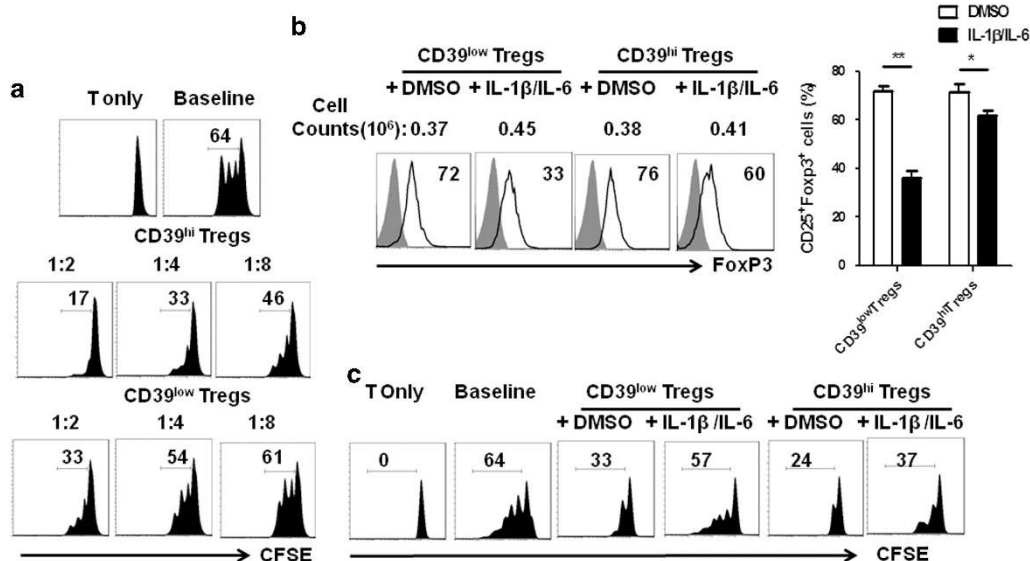 a
T only Baseline
64
CD39hi Tregs
1:2 1:4 1:8
17 33 46
CD39low Tregs
1:2 1:4 1:8
33 54 61
CFSE
b
CD39low Tregs CD39hi Tregs
+ DMSO + IL-1β/IL-6 + DMSO + IL-1β/IL-6
Cell
Counts(10⁶): 0.37 0.45 0.38 0.41
72 33 76 60
FoxP3
DMSO
IL-1β/IL-6
** *
CD25+Foxp3+ cells (%)
80
60
40
20
0
CD39lowTregs CD39hiTregs
c
T Only Baseline CD39low Tregs CD39hi Tregs
+ DMSO + IL-1β /IL-6 + DMSO + IL-1β /IL-6
0 64 33 57 24 37
CFSE